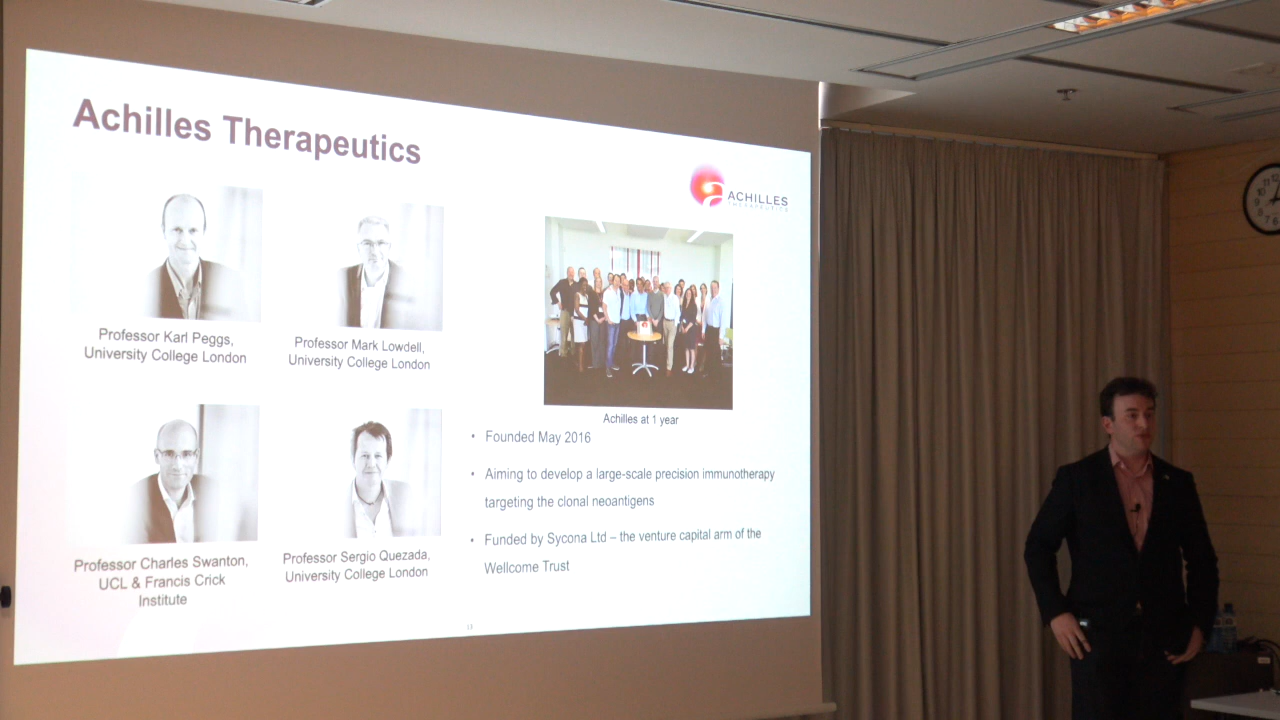 Achilles Therapeutics
ACHILLES
THERAPEUTICS
Professor Karl Peggs,
University College London
Professor Mark Lowdell,
University College London
Professor Charles Swanton,
UCL & Francis Crick
Institute
Professor Sergio Quezada,
University College London
Achilles at 1 year
• Founded May 2016
• Aiming to develop a large-scale precision immunotherapy
targeting the clonal neoantigens
• Funded by Sycona Ltd – the venture capital arm of the
Wellcome Trust